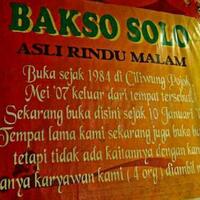 BAKSO SOLO
ASLI RINDU MALAM
Buka sejak 1984 di Ciliwung Pojok
Mei '07 keluar dari tempat tersebut
Sekarang buka disini sejak 10 Januari
Tempat lama kami sekarang juga buka
tetapi tidak ada kaitannya dengan
anya karyawan kami ( 4 org ) diambil